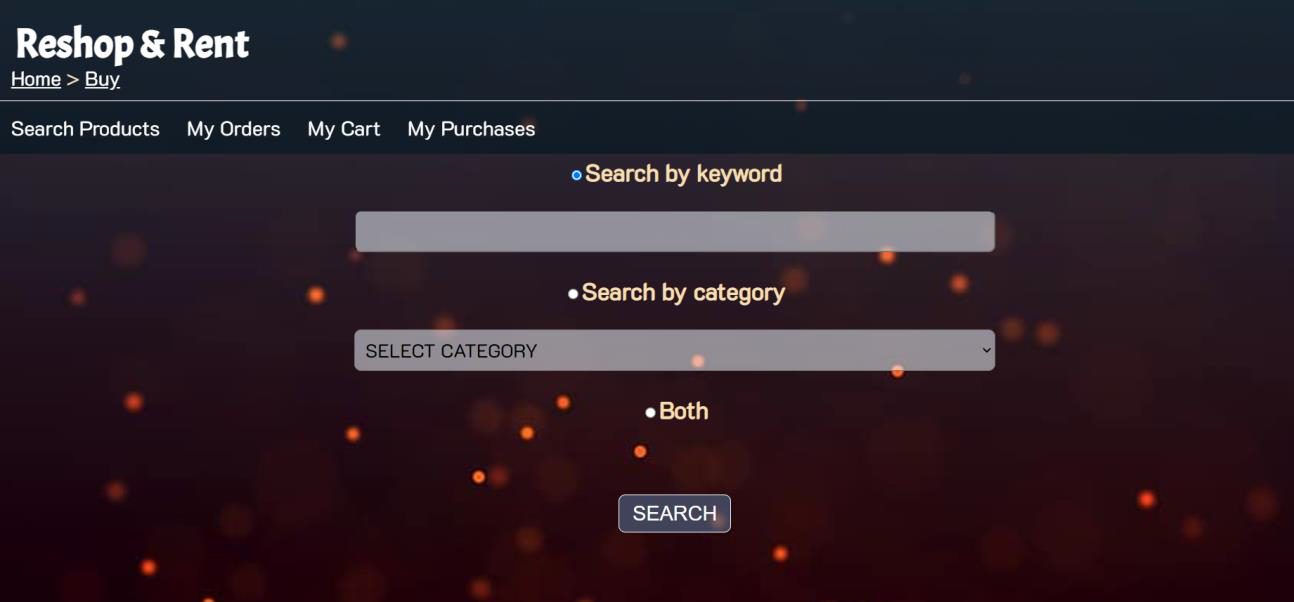 Reshop & Rent
Home > Buy
Search Products My Orders My Cart My Purchases
Search by keyword
Search by category
SELECT CATEGORY
Both
SEARCH